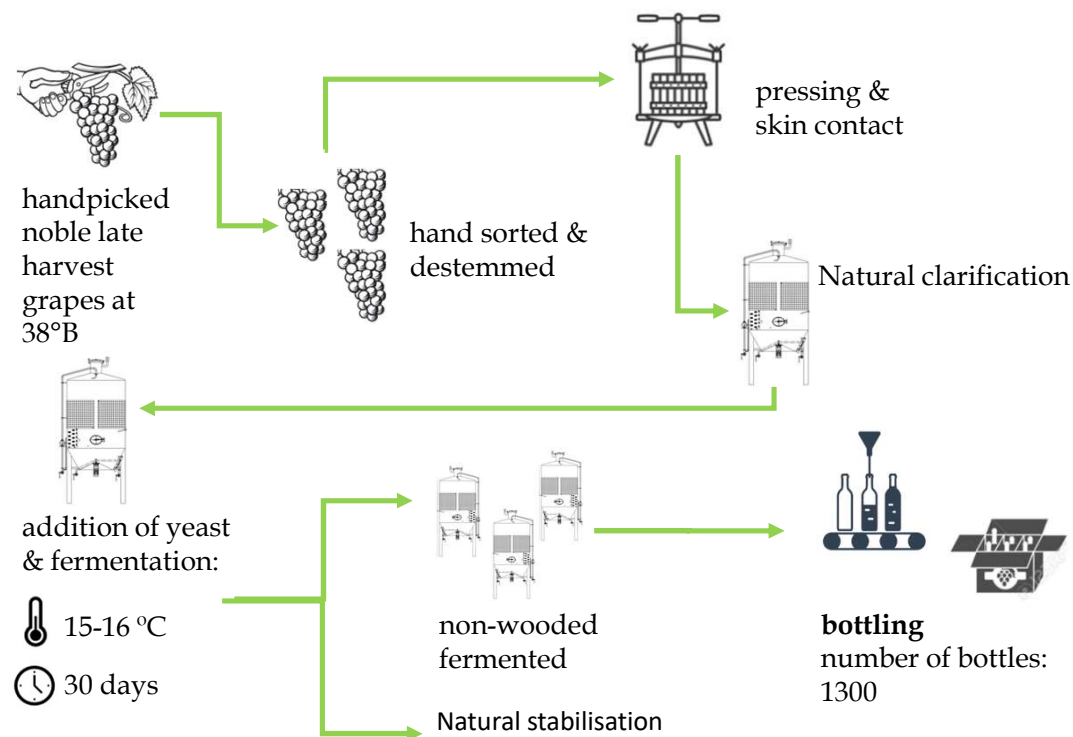 pressing &
skin contact
handpicked
noble late
harvest
grapes at
38°B
hand sorted &
destemmed
Natural clarification
addition of yeast
& fermentation:
15-16 ºC
30 days
non-wooded
fermented
Natural stabilisation
bottling
number of bottles:
1300